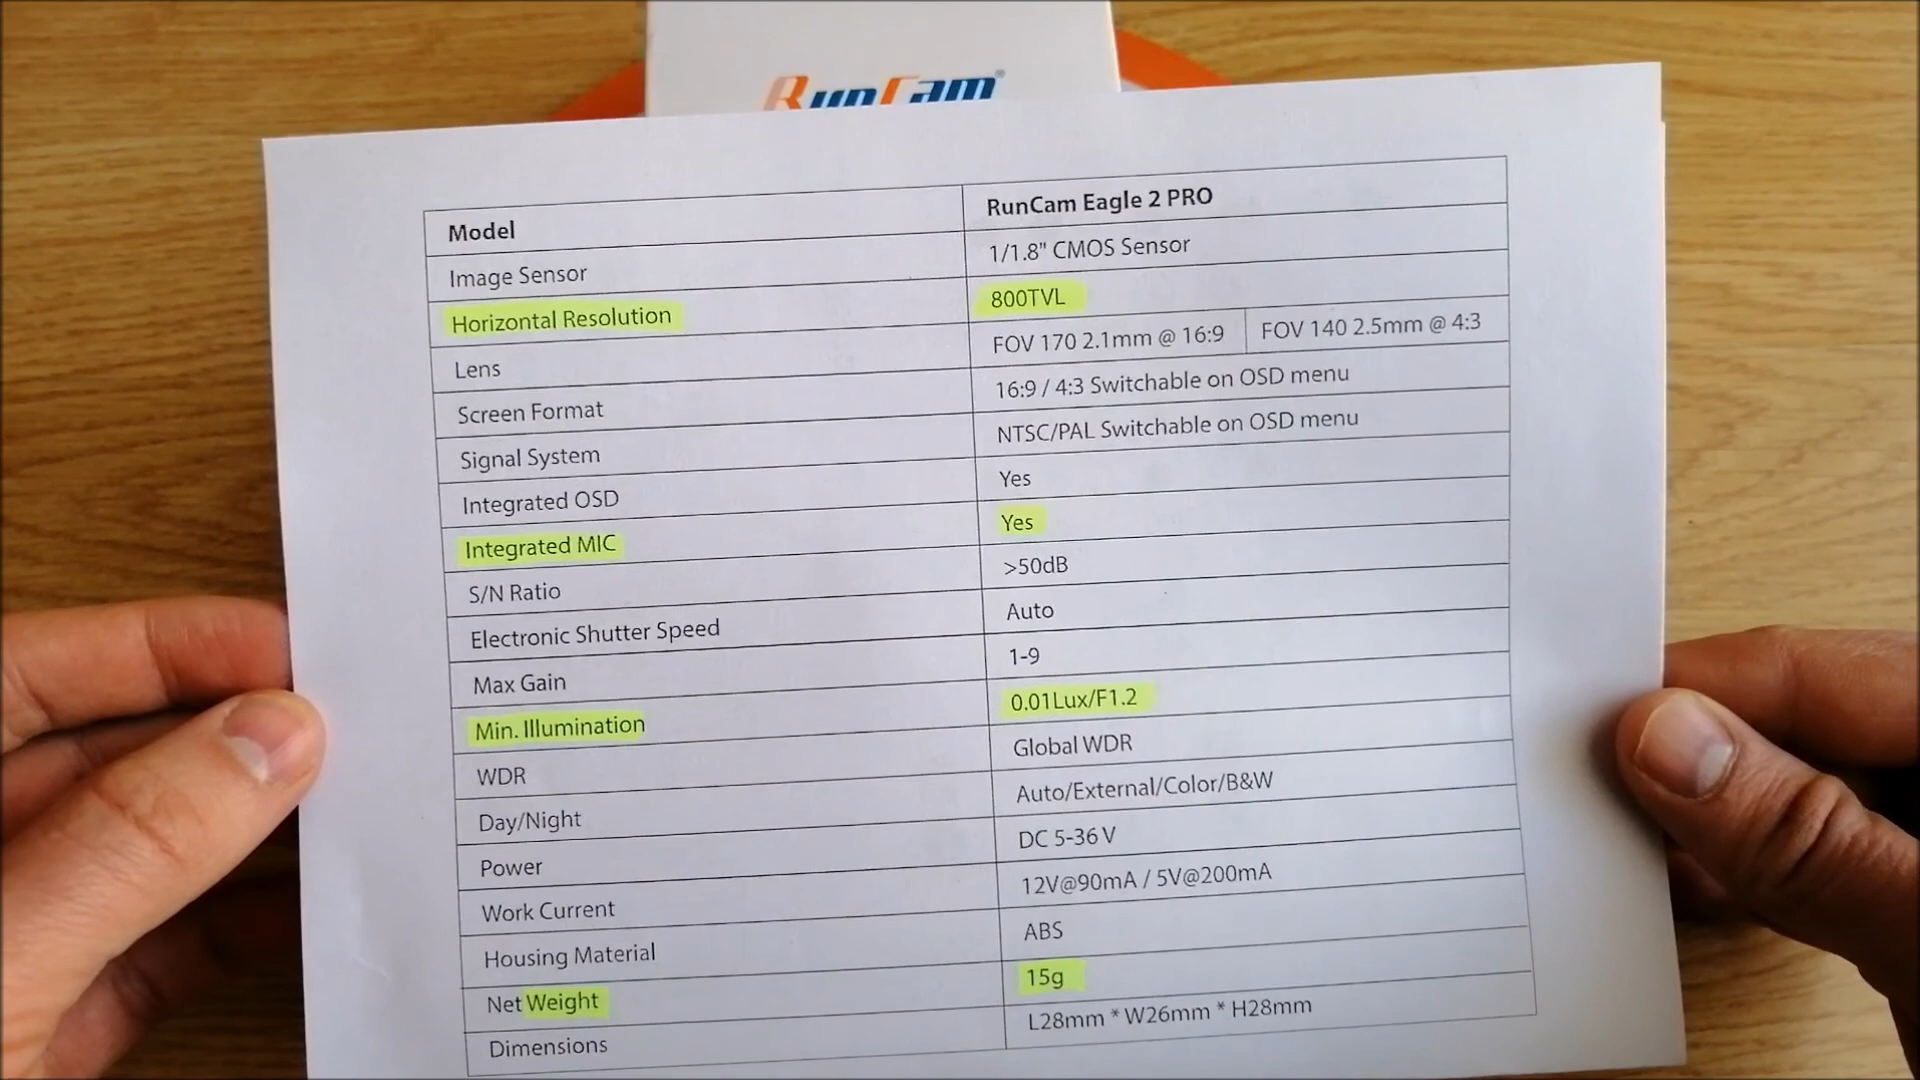 RunCam®
Model RunCam Eagle 2 PRO
Image Sensor 1/1.8" CMOS Sensor
Horizontal Resolution 800TVL
Lens FOV 170 2.1mm @ 16:9 FOV 140 2.5mm @ 4:3
Screen Format 16:9 / 4:3 Switchable on OSD menu
Signal System NTSC/PAL Switchable on OSD menu
Integrated OSD Yes
Integrated MIC Yes
S/N Ratio >50dB
Electronic Shutter Speed Auto
Max Gain 1-9
Min. Illumination 0.01Lux/F1.2
WDR Global WDR
Day/Night Auto/External/Color/B&W
Power DC 5-36 V
Work Current 12V@90mA / 5V@200mA
Housing Material ABS
Net Weight 15g
Dimensions L28mm * W26mm * H28mm